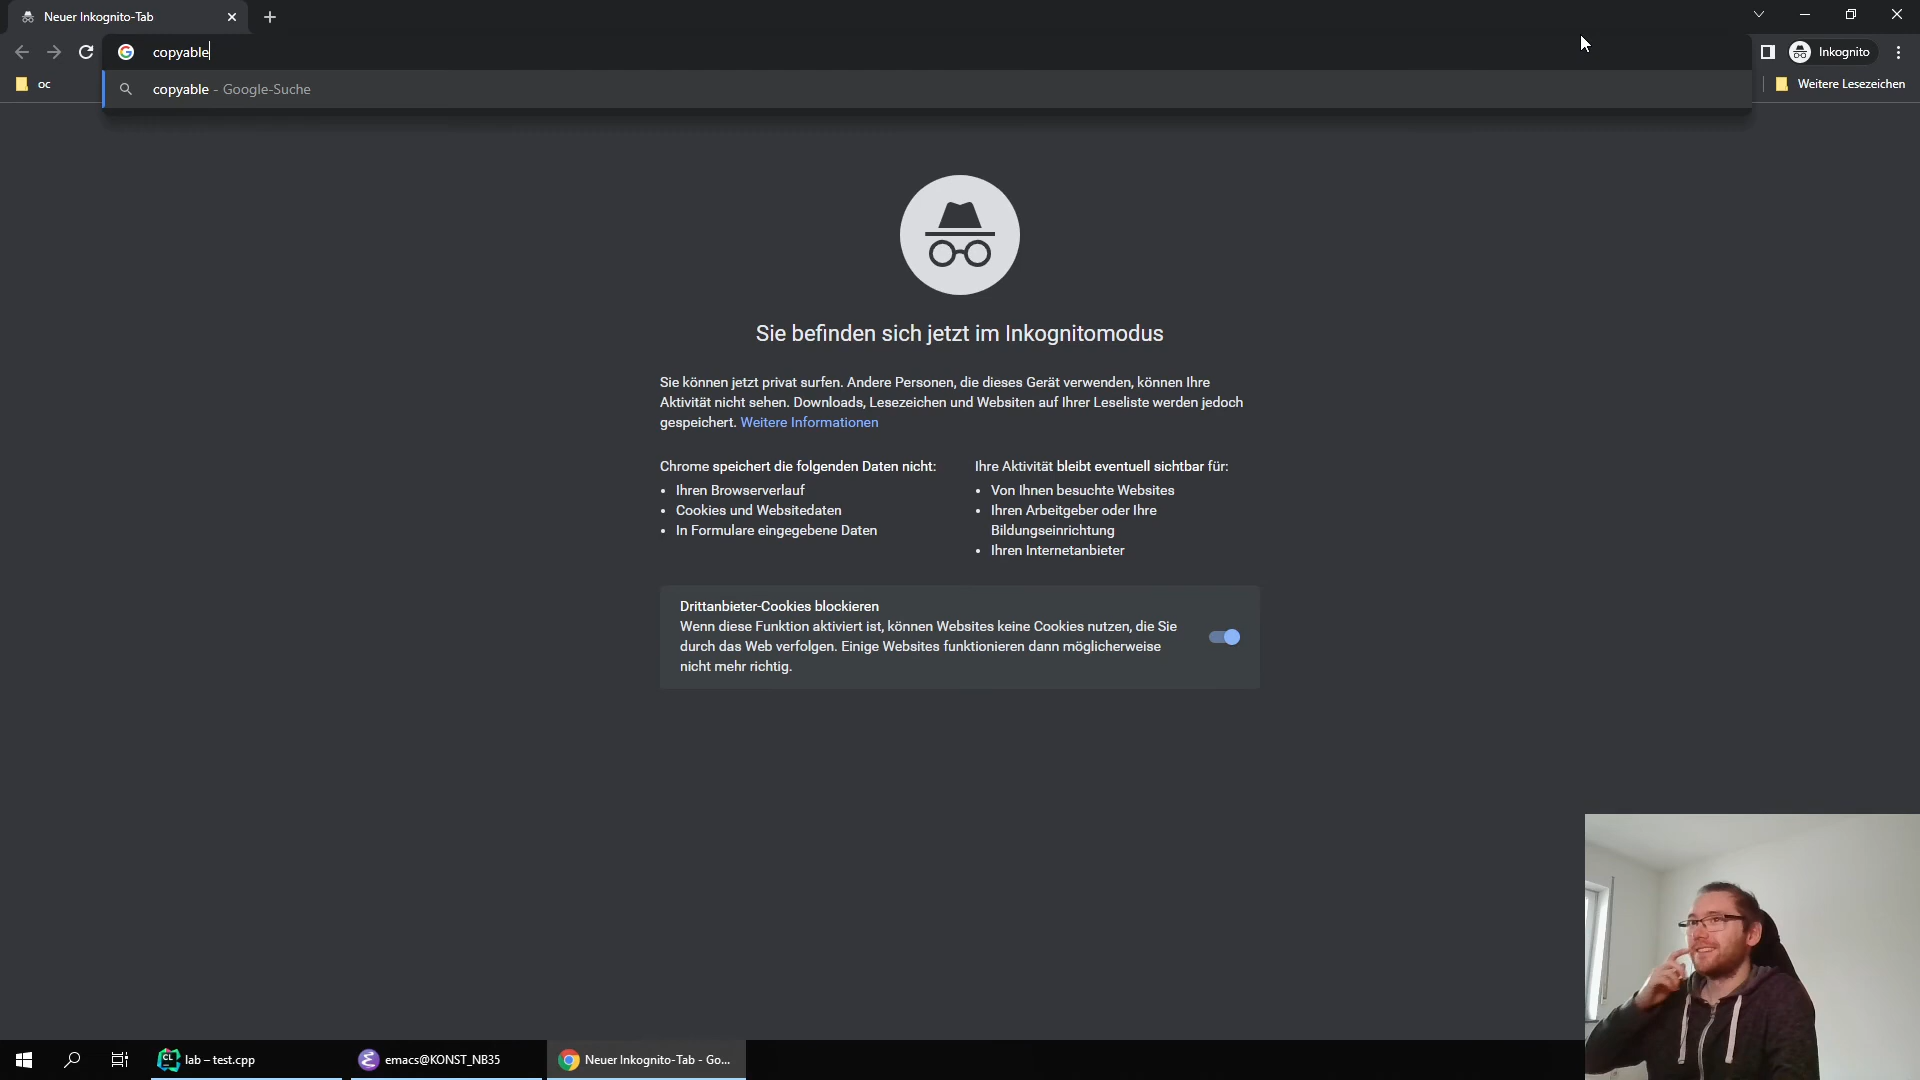 Neuer Inkognito-Tab
copyable
Inkognito
copyable - Google-Suche
oc
Weitere Lesezeichen
Sie befinden sich jetzt im Inkognitomodus
Sie können jetzt privat surfen. Andere Personen, die dieses Gerät verwenden, können Ihre
Aktivität nicht sehen. Downloads, Lesezeichen und Websites auf Ihrer Leseliste werden jedoch
gespeichert. Weitere Informationen
Chrome speichert die folgenden Daten nicht:
• Ihren Browserverlauf
• Cookies und Websitedaten
• In Formulare eingegebene Daten
Ihre Aktivität bleibt eventuell sichtbar für:
• Von Ihnen besuchte Websites
• Ihren Arbeitgeber oder Ihre
Bildungseinrichtung
• Ihren Internetanbieter
Drittanbieter-Cookies blockieren
Wenn diese Funktion aktiviert ist, können Websites keine Cookies nutzen, die Sie
durch das Web verfolgen. Einige Websites funktionieren dann möglicherweise
nicht mehr richtig.
CL lab – test.cpp
emacs@KONST_NB35
Neuer Inkognito-Tab - Go...